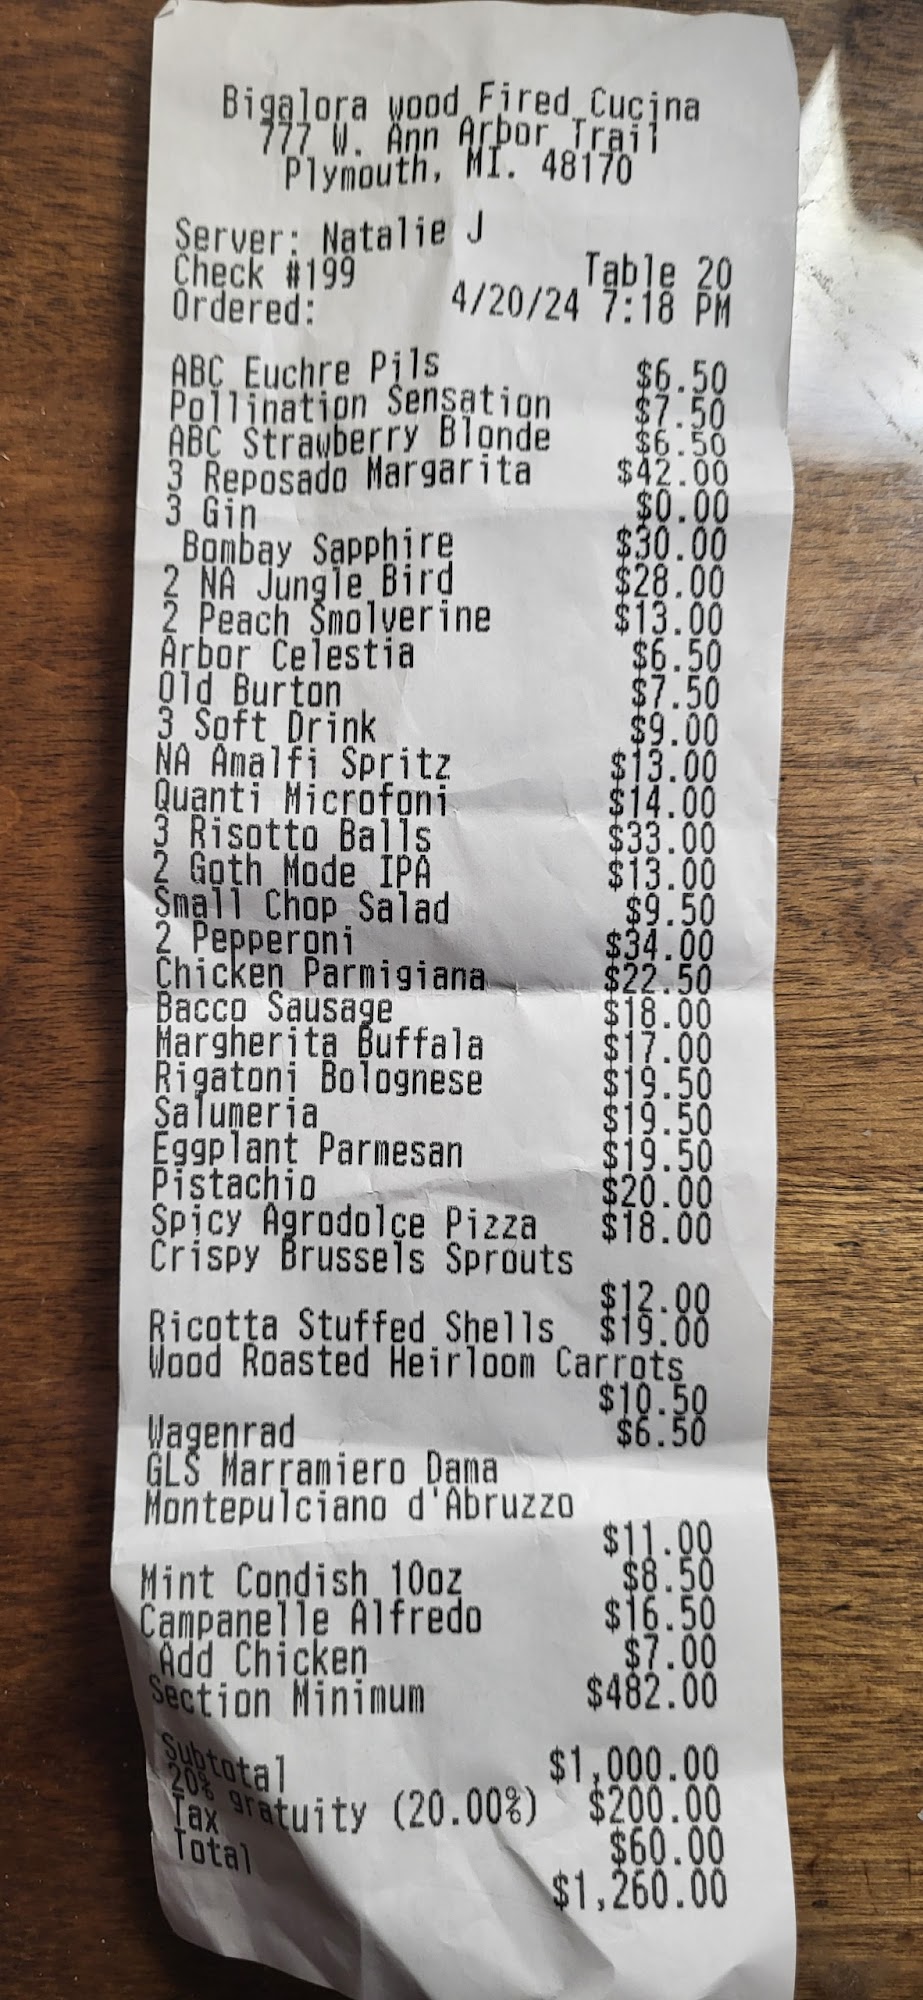 Bigalora wood Fired Cucina
777 W. Ann Arbor Trail
Plymouth, MI. 48170
Server: Natalie J
Check #199 Table 20
Ordered: 4/20/24 7:18 PM
ABC Euchre Pils $6.50
Pollination Sensation $7.50
ABC Strawberry Blonde $6.50
3 Reposado Margarita $42.00
3 Gin $0.00
Bombay Sapphire $30.00
2 NA Jungle Bird $28.00
2 Peach Smolverine $13.00
Arbor Celestia $6.50
Old Burton $7.50
3 Soft Drink $9.00
NA Amalfi Spritz $13.00
Quanti Microfoni $14.00
3 Risotto Balls $33.00
2 Goth Mode IPA $13.00
Small Chop Salad $9.50
2 Pepperoni $34.00
Chicken Parmigiana $22.50
Bacco Sausage $18.00
Margherita Buffala $17.00
Rigatoni Bolognese $19.50
Salumeria $19.50
Eggplant Parmesan $19.50
Pistachio $20.00
Spicy Agrodolce Pizza $18.00
Crispy Brussels Sprouts
$12.00
Ricotta Stuffed Shells $19.00
Wood Roasted Heirloom Carrots
$10.50
Wagenrad $6.50
GLS Marramiero Dama
Montepulciano d'Abruzzo
$11.00
Mint Condish 10oz $8.50
Campanelle Alfredo $16.50
Add Chicken $7.00
Section Minimum $482.00
Subtotal $1,000.00
20% gratuity (20.00%) $200.00
Tax $60.00
Total $1,260.00